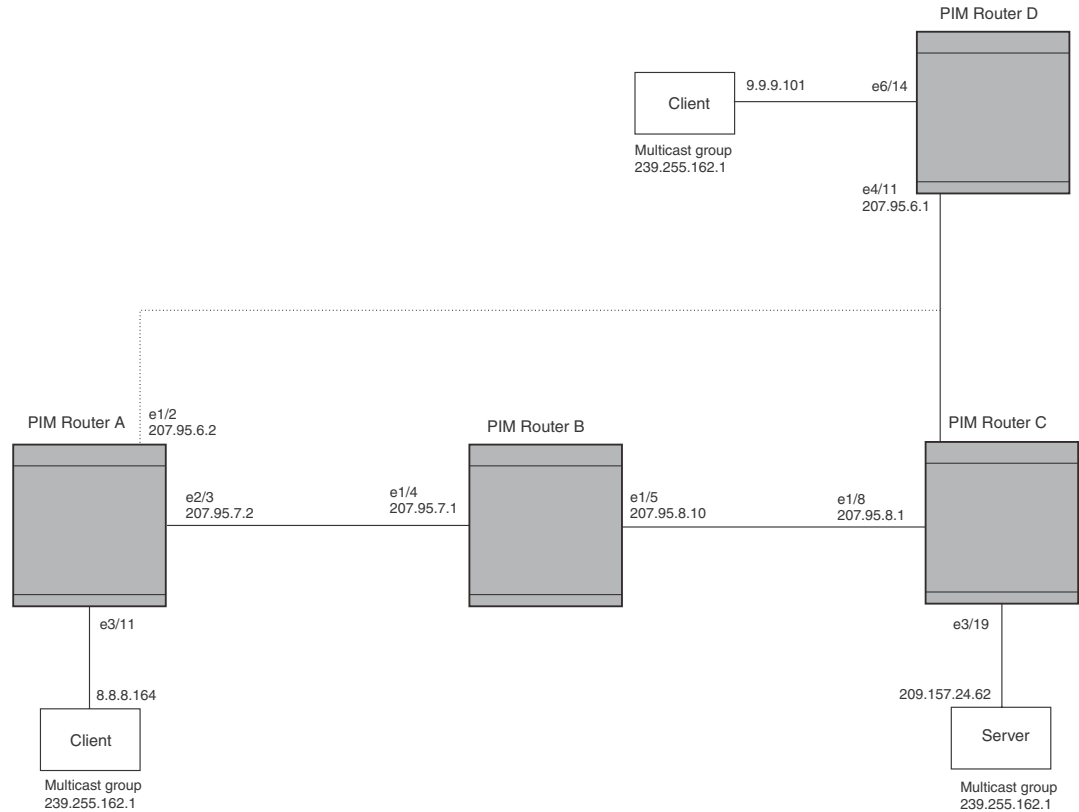 PIM Router D
9.9.9.101
e6/14
Client
Multicast group
239.255.162.1
e4/11
207.95.6.1
PIM Router A
e1/2
207.95.6.2
PIM Router B
PIM Router C
e2/3
207.95.7.2
e1/4
207.95.7.1
e1/5
207.95.8.10
e1/8
207.95.8.1
e3/11
e3/19
8.8.8.164
209.157.24.62
Client
Server
Multicast group
239.255.162.1
Multicast group
239.255.162.1